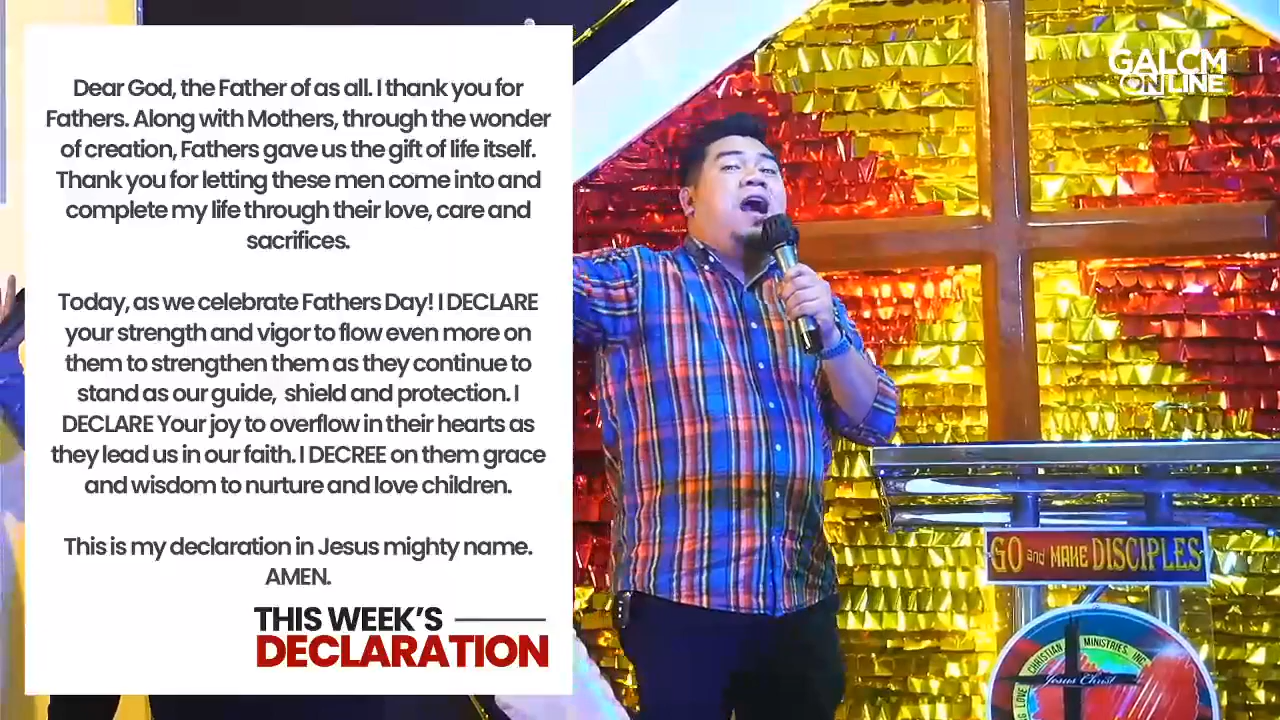 GALCM
ONLINE
Dear God, the Father of as all. I thank you for
Fathers. Along with Mothers, through the wonder
of creation, Fathers gave us the gift of life itself.
Thank you for letting these men come into and
complete my life through their love, care and
sacrifices.
Today, as we celebrate Fathers Day! I DECLARE
your strength and vigor to flow even more on
them to strengthen them as they continue to
stand as our guide, shield and protection. I
DECLARE Your joy to overflow in their hearts as
they lead us in our faith. I DECREE on them grace
and wisdom to nurture and love children.
This is my declaration in Jesus mighty name.
AMEN.
THIS WEEK'S
DECLARATION
GO and MAKE DISCIPLES
LOVE CHRISTIAN MINISTRIES, INC
Jesus Christ